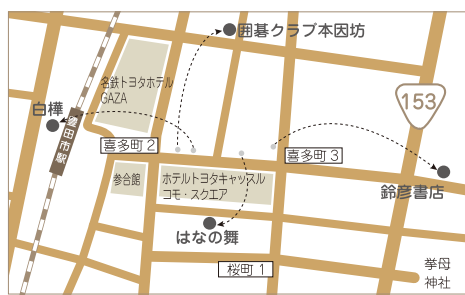 囲碁クラブ本因坊
名鉄トヨタホテル
GAZA
153
白樺
豊田市駅
喜多町2
喜多町3
参合館
ホテルトヨタキャッスル
コモ・スクエア
鈴彦書店
はなの舞
桜町1
挙母
神社